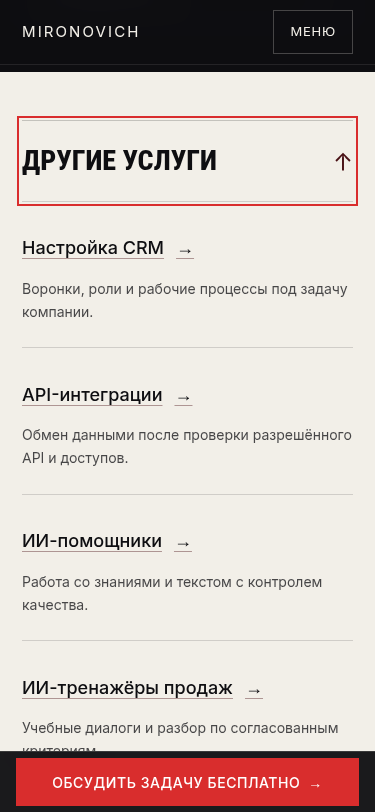 MIRONOVICH
МЕНЮ
ДРУГИЕ УСЛУГИ ↑
Настройка CRM →
Воронки, роли и рабочие процессы под задачу
компании.
API-интеграции →
Обмен данными после проверки разрешённого
API и доступов.
ИИ-помощники →
Работа со знаниями и текстом с контролем
качества.
ИИ-тренажёры продаж →
Учебные диалоги и разбор по согласованным
критериям
ОБСУДИТЬ ЗАДАЧУ БЕСПЛАТНО →